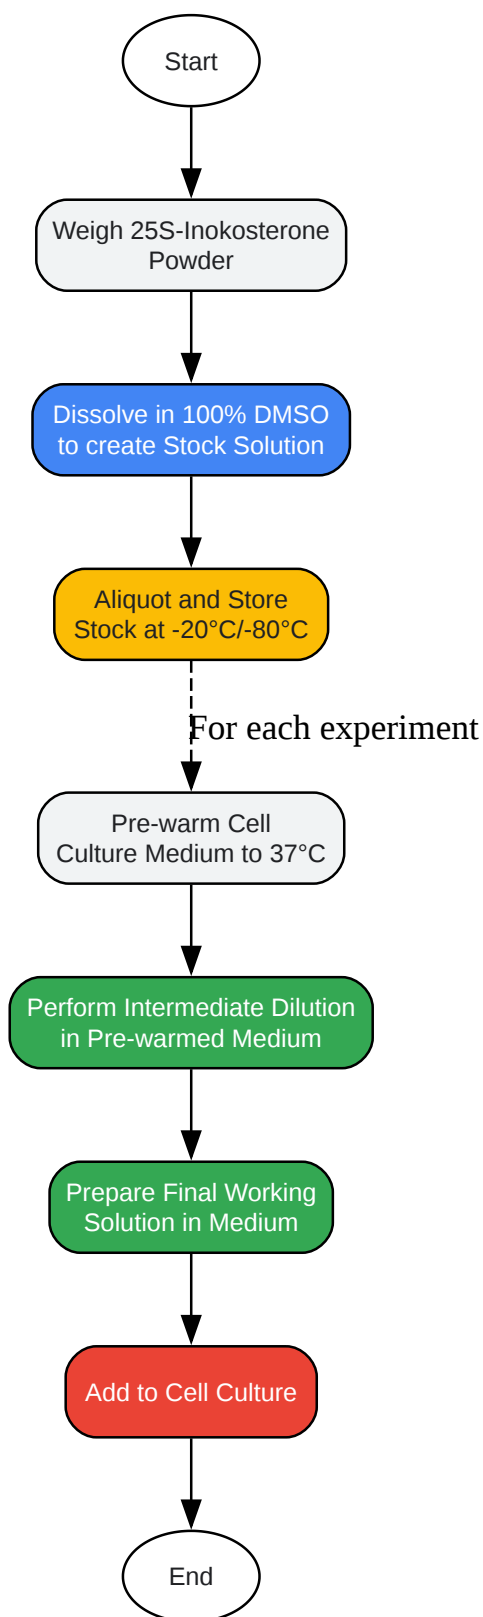 Start
Weigh 25S-Inokosterone
Powder
Dissolve in 100% DMSO
to create Stock Solution
Aliquot and Store
Stock at -20°C/-80°C
For each experiment
Pre-warm Cell
Culture Medium to 37°C
Perform Intermediate Dilution
in Pre-warmed Medium
Prepare Final Working
Solution in Medium
Add to Cell Culture
End